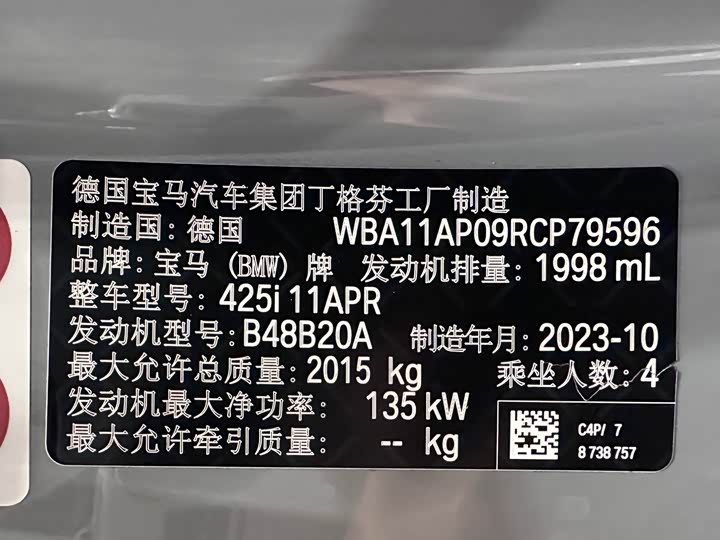 德国宝马汽车集团丁格芬工厂制造
制造国: 德国 WBA11AP09RCP79596
品牌: 宝马 (BMW) 牌 发动机排量: 1998 mL
整车型号: 425i 11APR
发动机型号: B48B20A 制造年月: 2023-10
最大允许总质量: 2015 kg 乘坐人数: 4
发动机最大净功率: 135 kW
最大允许牵引质量: -- kg
C4P/ 7
8 738 757